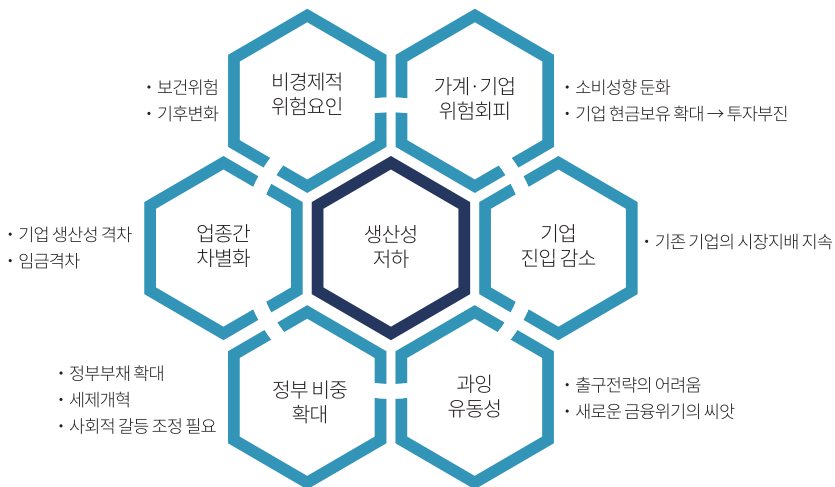 • 보건위험
• 기후변화
비경제적
위험요인
가계·기업
위험회피
• 소비성향 둔화
• 기업 현금보유 확대 → 투자부진
• 기업 생산성 격차
• 임금격차
업종간
차별화
생산성
저하
기업
진입 감소
• 기존 기업의 시장지배 지속
• 정부부채 확대
• 세제개혁
• 사회적 갈등 조정 필요
정부 비중
확대
과잉
유동성
• 출구전략의 어려움
• 새로운 금융위기의 씨앗